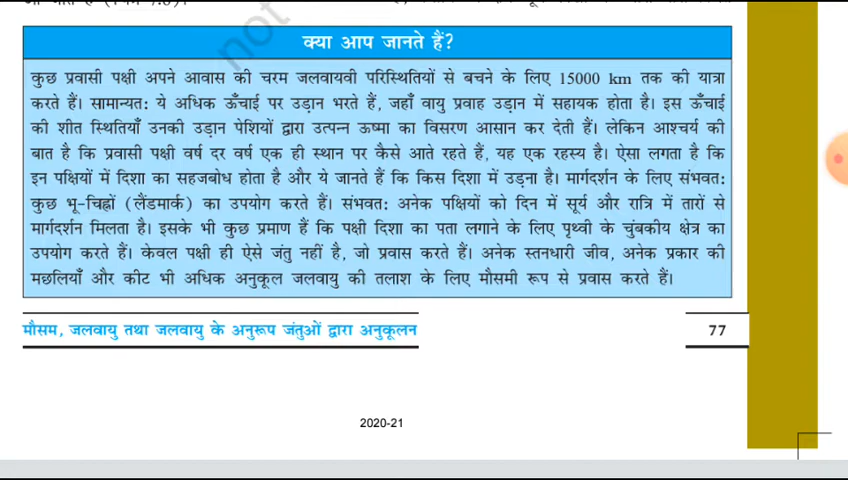 क्या आप जानते हैं?
कुछ प्रवासी पक्षी अपने आवास की चरम जलवायवी परिस्थितियों से बचने के लिए 15000 km तक की यात्रा
करते हैं। सामान्यत: ये अधिक ऊँचाई पर उड़ान भरते हैं, जहाँ वायु प्रवाह उड़ान में सहायक होता है। इस ऊँचाई
की शीत स्थितियाँ उनकी उड़ान पेशियों द्वारा उत्पन्न ऊष्मा का विसरण आसान कर देती हैं। लेकिन आश्चर्य की
बात है कि प्रवासी पक्षी वर्ष दर वर्ष एक ही स्थान पर कैसे आते रहते हैं, यह एक रहस्य है। ऐसा लगता है कि
इन पक्षियों में दिशा का सहजबोध होता है और ये जानते हैं कि किस दिशा में उड़ना है। मार्गदर्शन के लिए संभवत:
कुछ भू-चिह्नों (लैंडमार्क) का उपयोग करते हैं। संभवत: अनेक पक्षियों को दिन में सूर्य और रात्रि में तारों से
मार्गदर्शन मिलता है। इसके भी कुछ प्रमाण हैं कि पक्षी दिशा का पता लगाने के लिए पृथ्वी के चुंबकीय क्षेत्र का
उपयोग करते हैं। केवल पक्षी ही ऐसे जंतु नहीं है, जो प्रवास करते हैं। अनेक स्तनधारी जीव, अनेक प्रकार की
मछलियाँ और कीट भी अधिक अनुकूल जलवायु की तलाश के लिए मौसमी रूप से प्रवास करते हैं।
मौसम, जलवायु तथा जलवायु के अनुरूप जंतुओं द्वारा अनुकूलन
77
2020-21
not